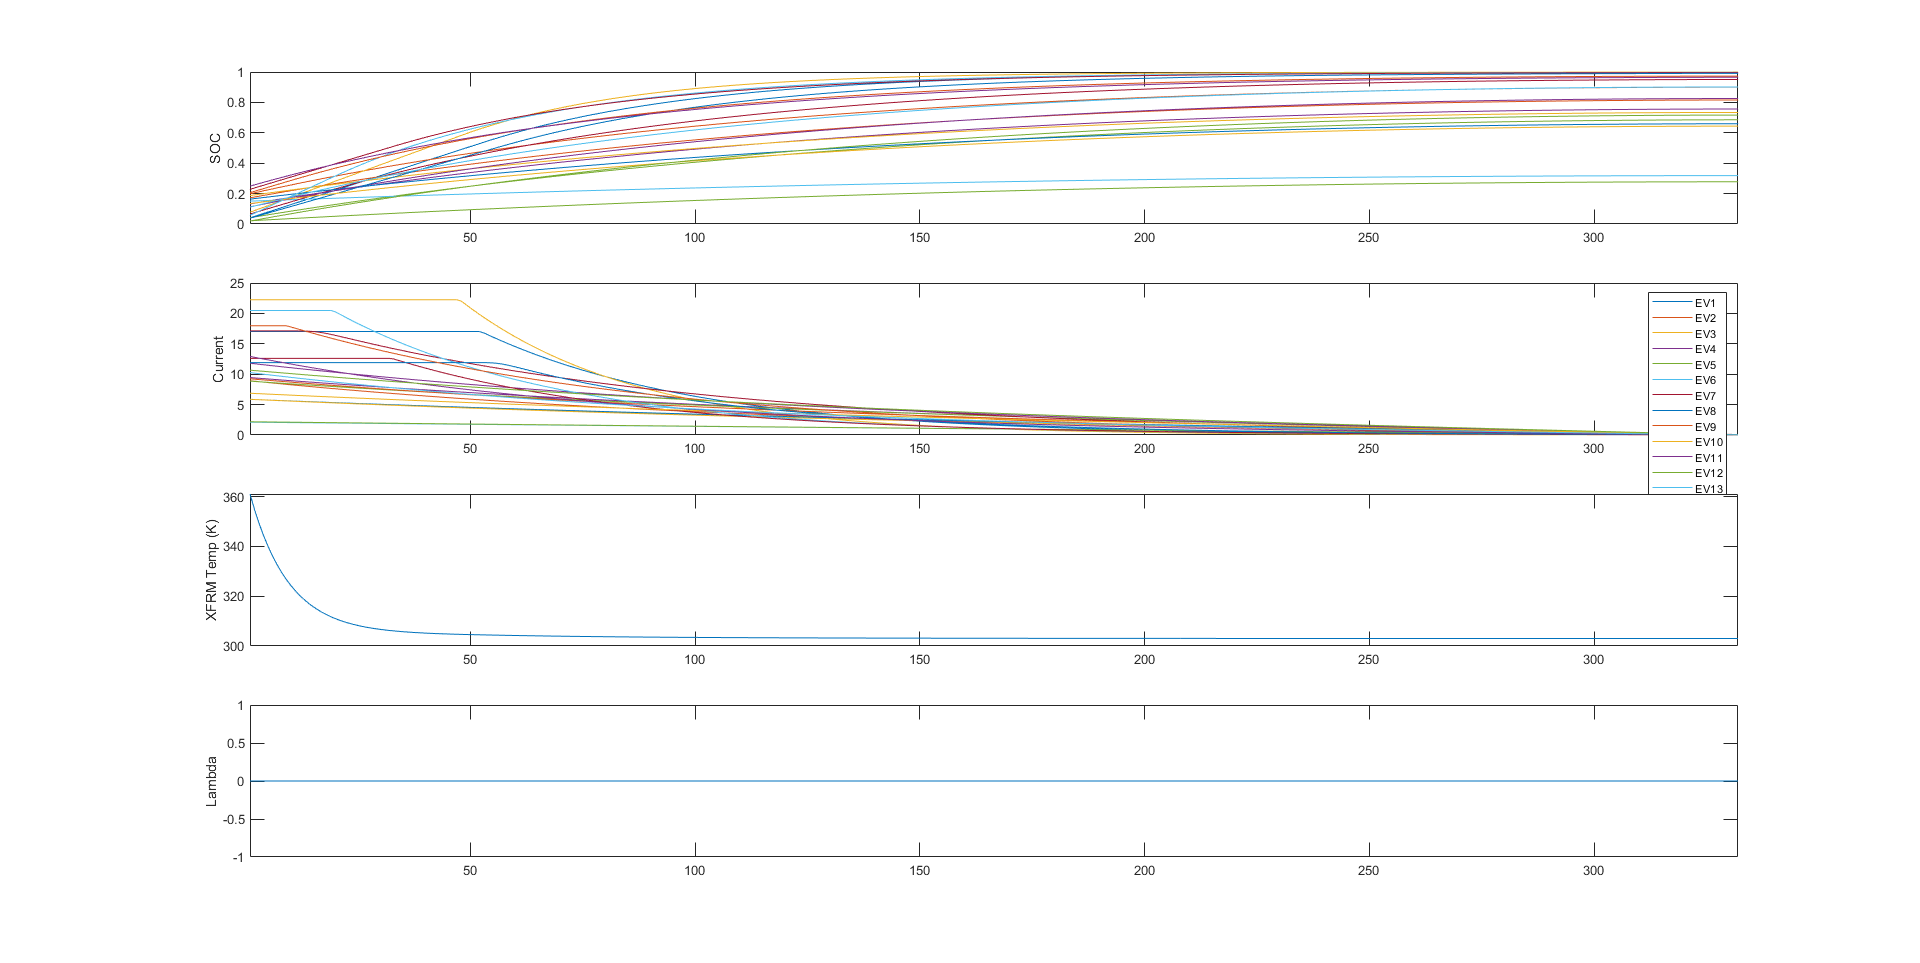 SOC
1
0.8
0.6
0.4
0.2
0
50 100 150 200 250 300
Current
25
20
15
10
5
0
50 100 150 200 250 300
EV1
EV2
EV3
EV4
EV5
EV6
EV7
EV8
EV9
EV10
EV11
EV12
EV13
XFRM Temp (K)
360
340
320
300
50 100 150 200 250 300
Lambda
1
0.5
0
-0.5
-1
50 100 150 200 250 300